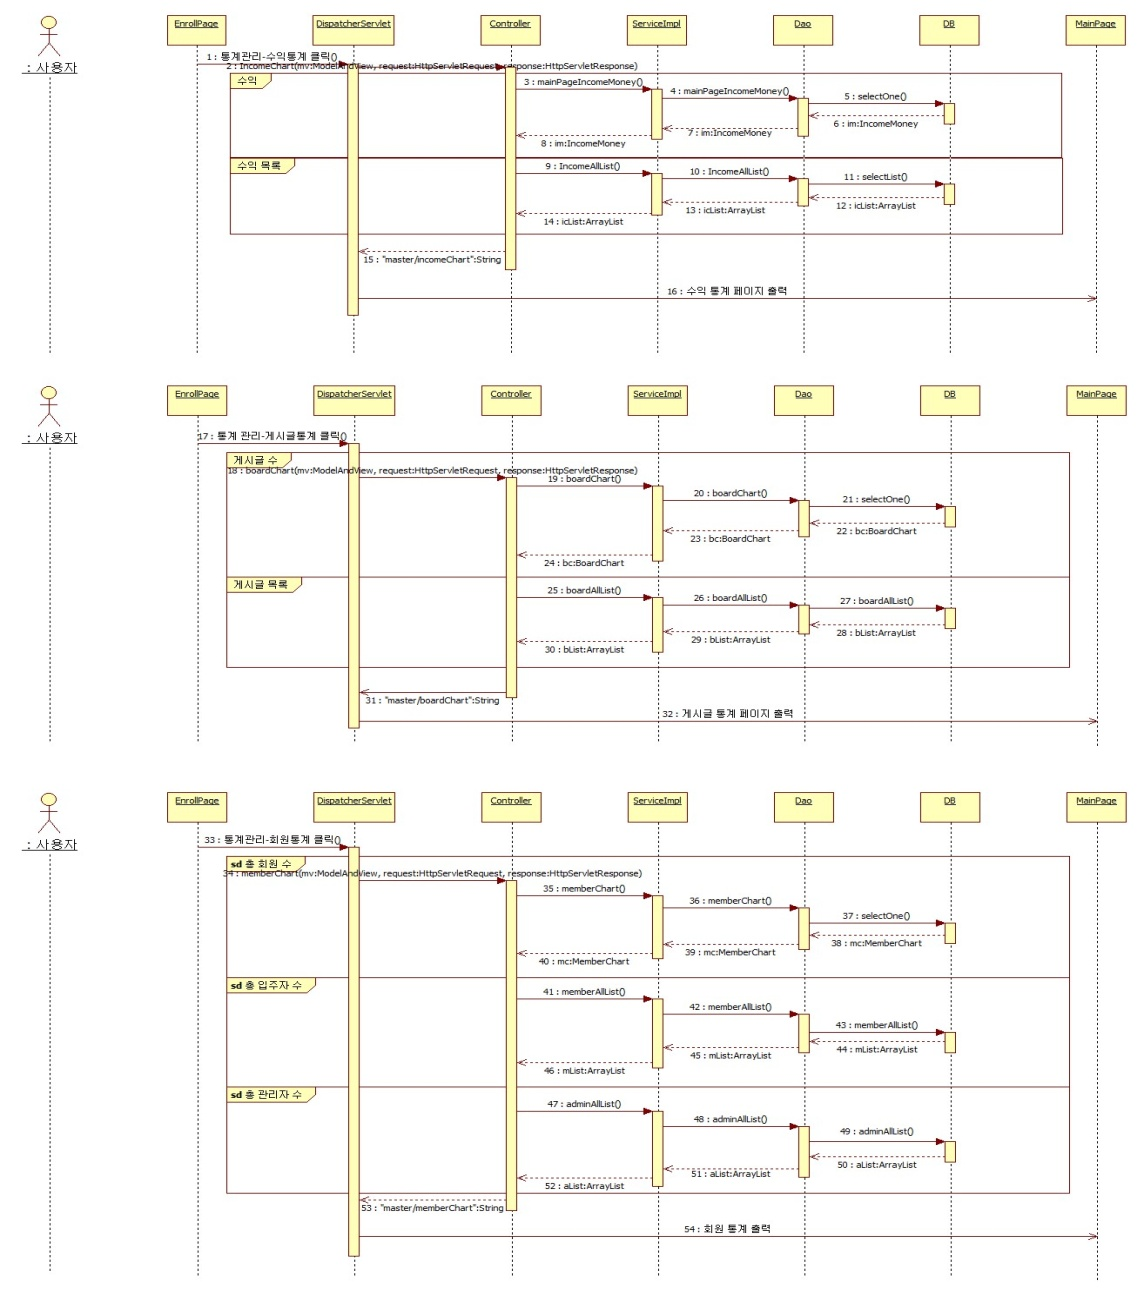 EnrollPage
DispatcherServlet
Controller
ServiceImpl
Dao
DB
MainPage
: 사용자
1 : 통계관리-수익통계 클릭()
2 : IncomeChart(mv:ModelAndView, request:HttpServletRequest, response:HttpServletResponse)
수익
3 : mainPageIncomeMoney()
4 : mainPageIncomeMoney()
5 : selectOne()
6 : im:IncomeMoney
7 : im:IncomeMoney
8 : im:IncomeMoney
수익 목록
9 : IncomeAllList()
10 : IncomeAllList()
11 : selectList()
12 : icList:ArrayList
13 : icList:ArrayList
14 : icList:ArrayList
15 : "master/incomeChart":String
16 : 수익 통계 페이지 출력
EnrollPage
DispatcherServlet
Controller
ServiceImpl
Dao
DB
MainPage
: 사용자
17 : 통계 관리-게시글통계 클릭()
게시글 수
18 : boardChart(mv:ModelAndView, request:HttpServletRequest, response:HttpServletResponse)
19 : boardChart()
20 : boardChart()
21 : selectOne()
22 : bc:BoardChart
23 : bc:BoardChart
24 : bc:BoardChart
게시글 목록
25 : boardAllList()
26 : boardAllList()
27 : boardAllList()
28 : bList:ArrayList
29 : bList:ArrayList
30 : bList:ArrayList
31 : "master/boardChart":String
32 : 게시글 통계 페이지 출력
EnrollPage
DispatcherServlet
Controller
ServiceImpl
Dao
DB
MainPage
: 사용자
33 : 통계관리-회원통계 클릭()
sd 총 회원 수
34 : memberChart(mv:ModelAndView, request:HttpServletRequest, response:HttpServletResponse)
35 : memberChart()
36 : memberChart()
37 : selectOne()
38 : mc:MemberChart
39 : mc:MemberChart
40 : mc:MemberChart
sd 총 입주자 수
41 : memberAllList()
42 : memberAllList()
43 : memberAllList()
44 : mList:ArrayList
45 : mList:ArrayList
46 : mList:ArrayList
sd 총 관리자 수
47 : adminAllList()
48 : adminAllList()
49 : adminAllList()
50 : aList:ArrayList
51 : aList:ArrayList
52 : aList:ArrayList
53 : "master/memberChart":String
54 : 회원 통계 출력